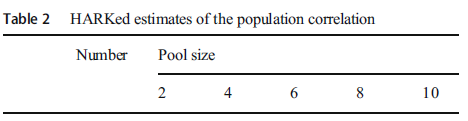 Table 2 HARKed estimates of the population correlation
Number Pool size
2 4 6 8 10